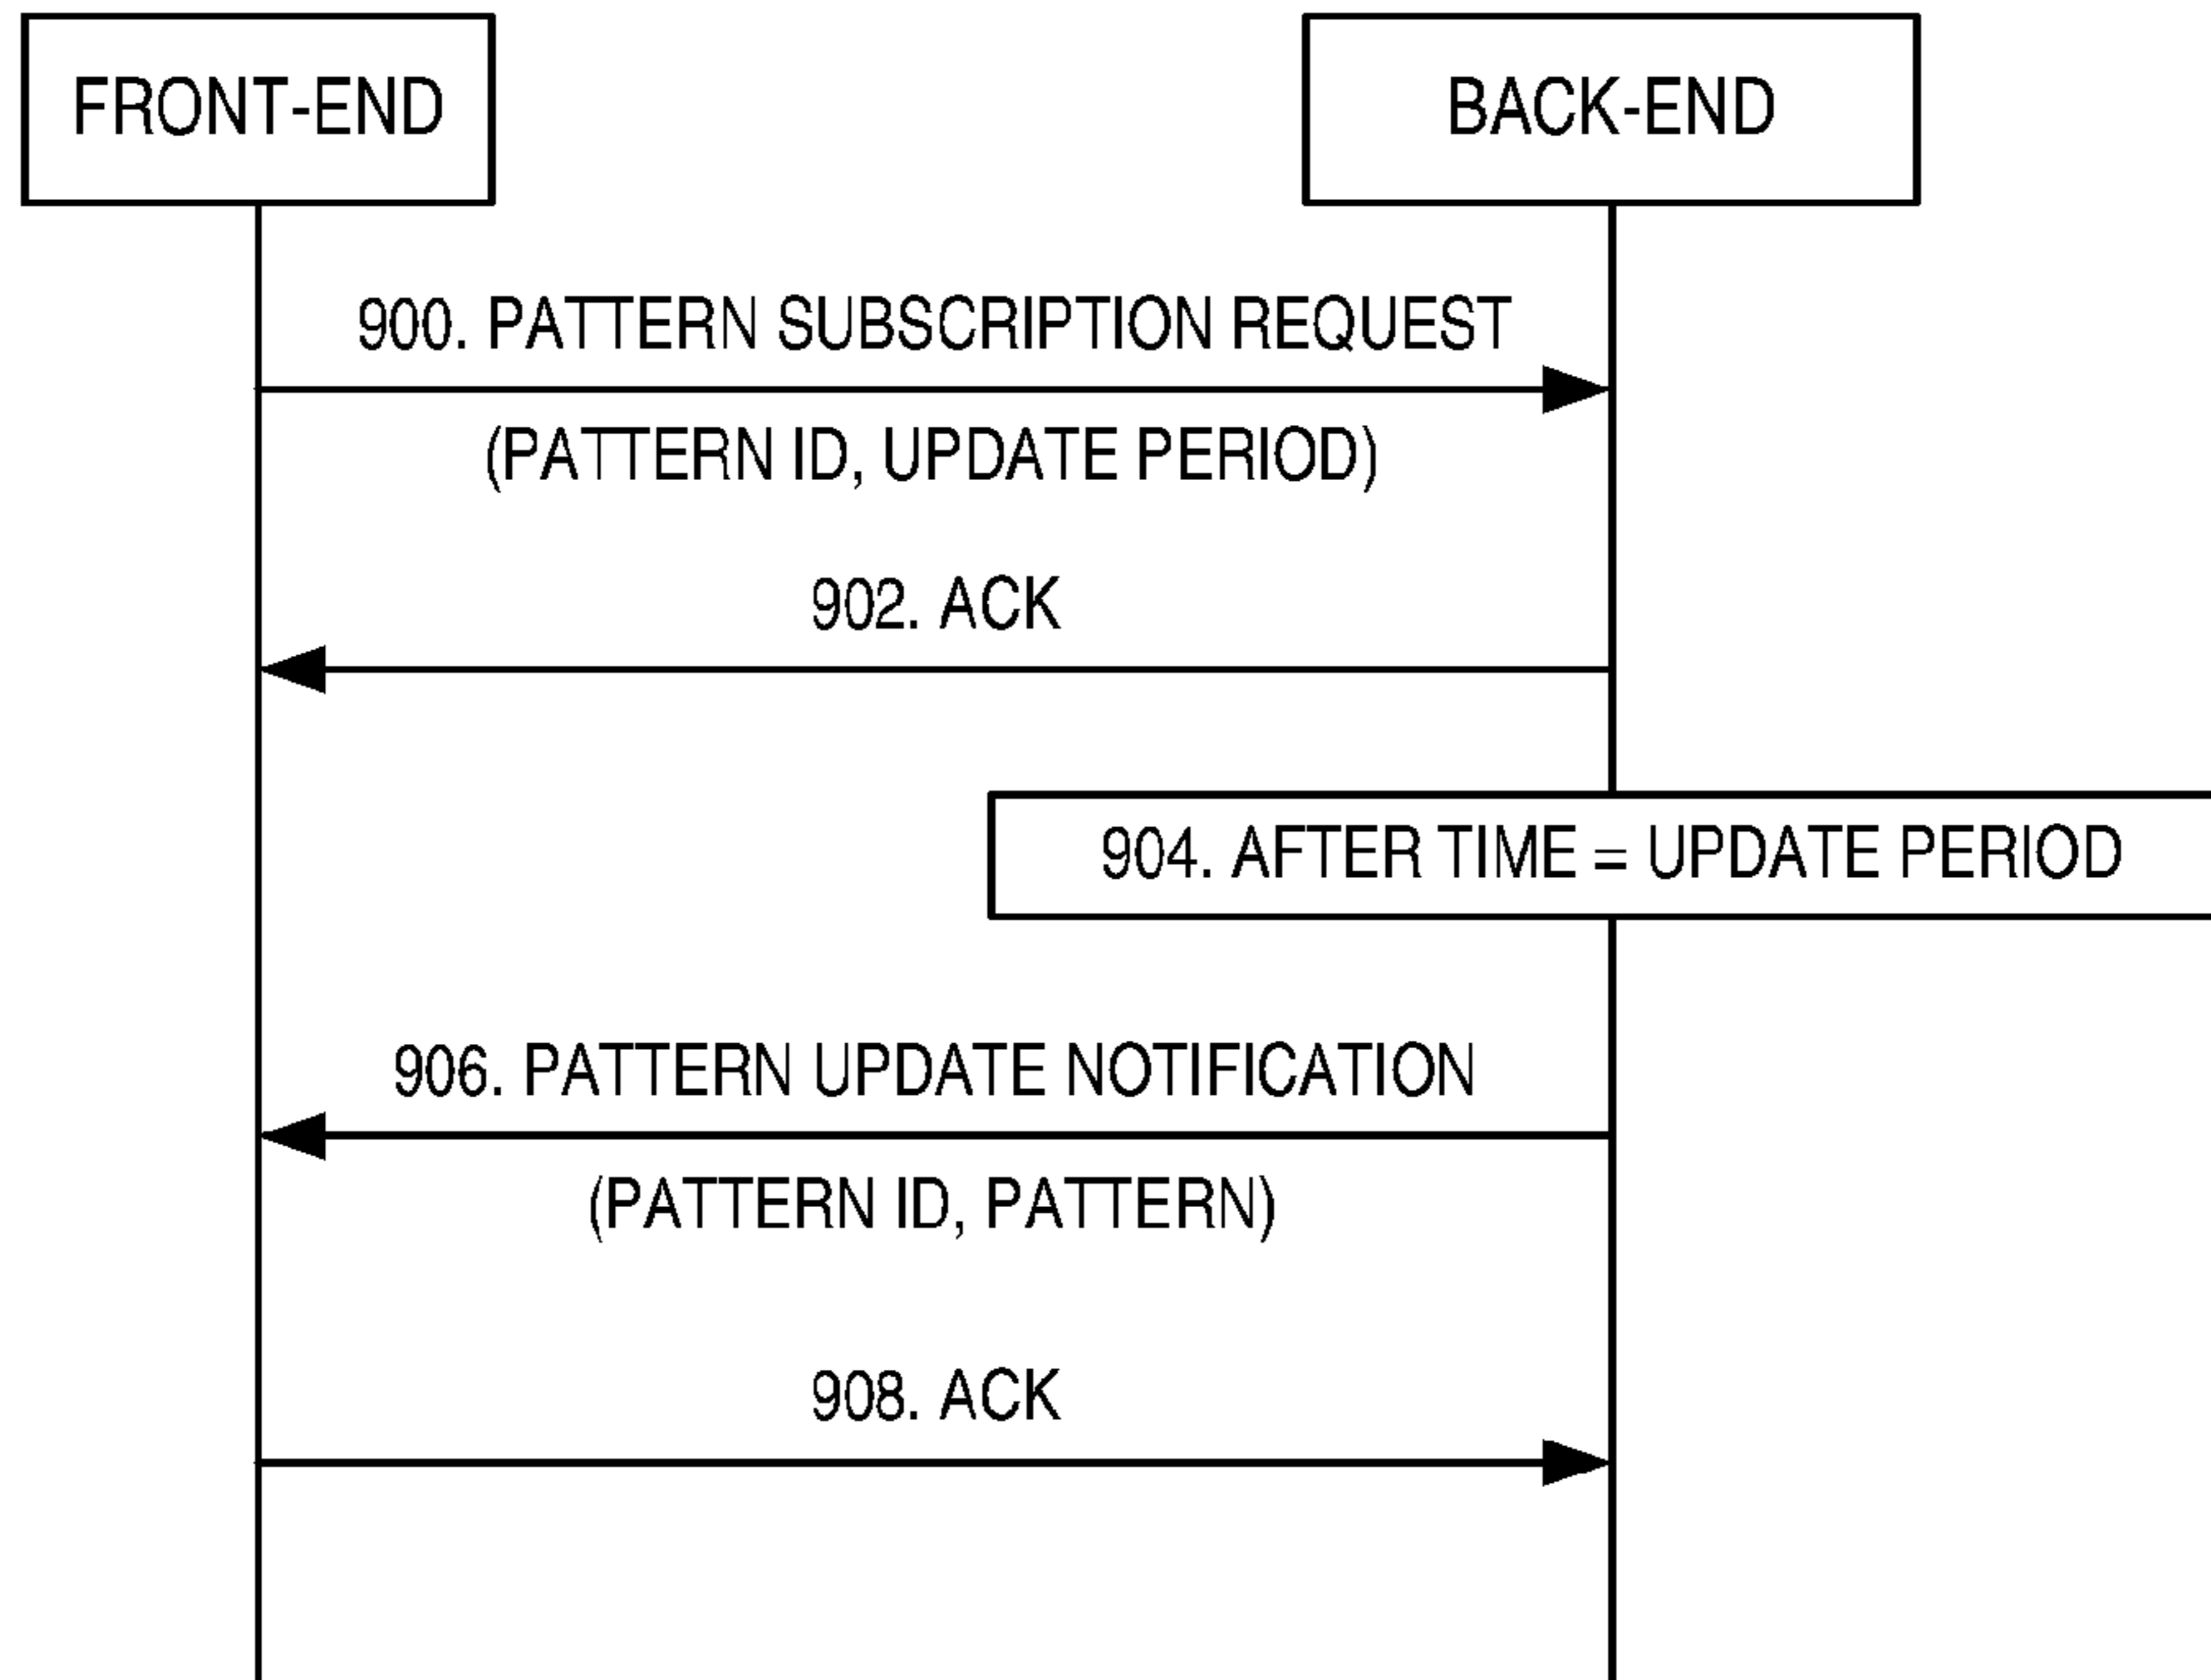 FRONT-END
BACK-END
900. PATTERN SUBSCRIPTION REQUEST
(PATTERN ID, UPDATE PERIOD)
902. ACK
904. AFTER TIME = UPDATE PERIOD
906. PATTERN UPDATE NOTIFICATION
(PATTERN ID, PATTERN)
908. ACK